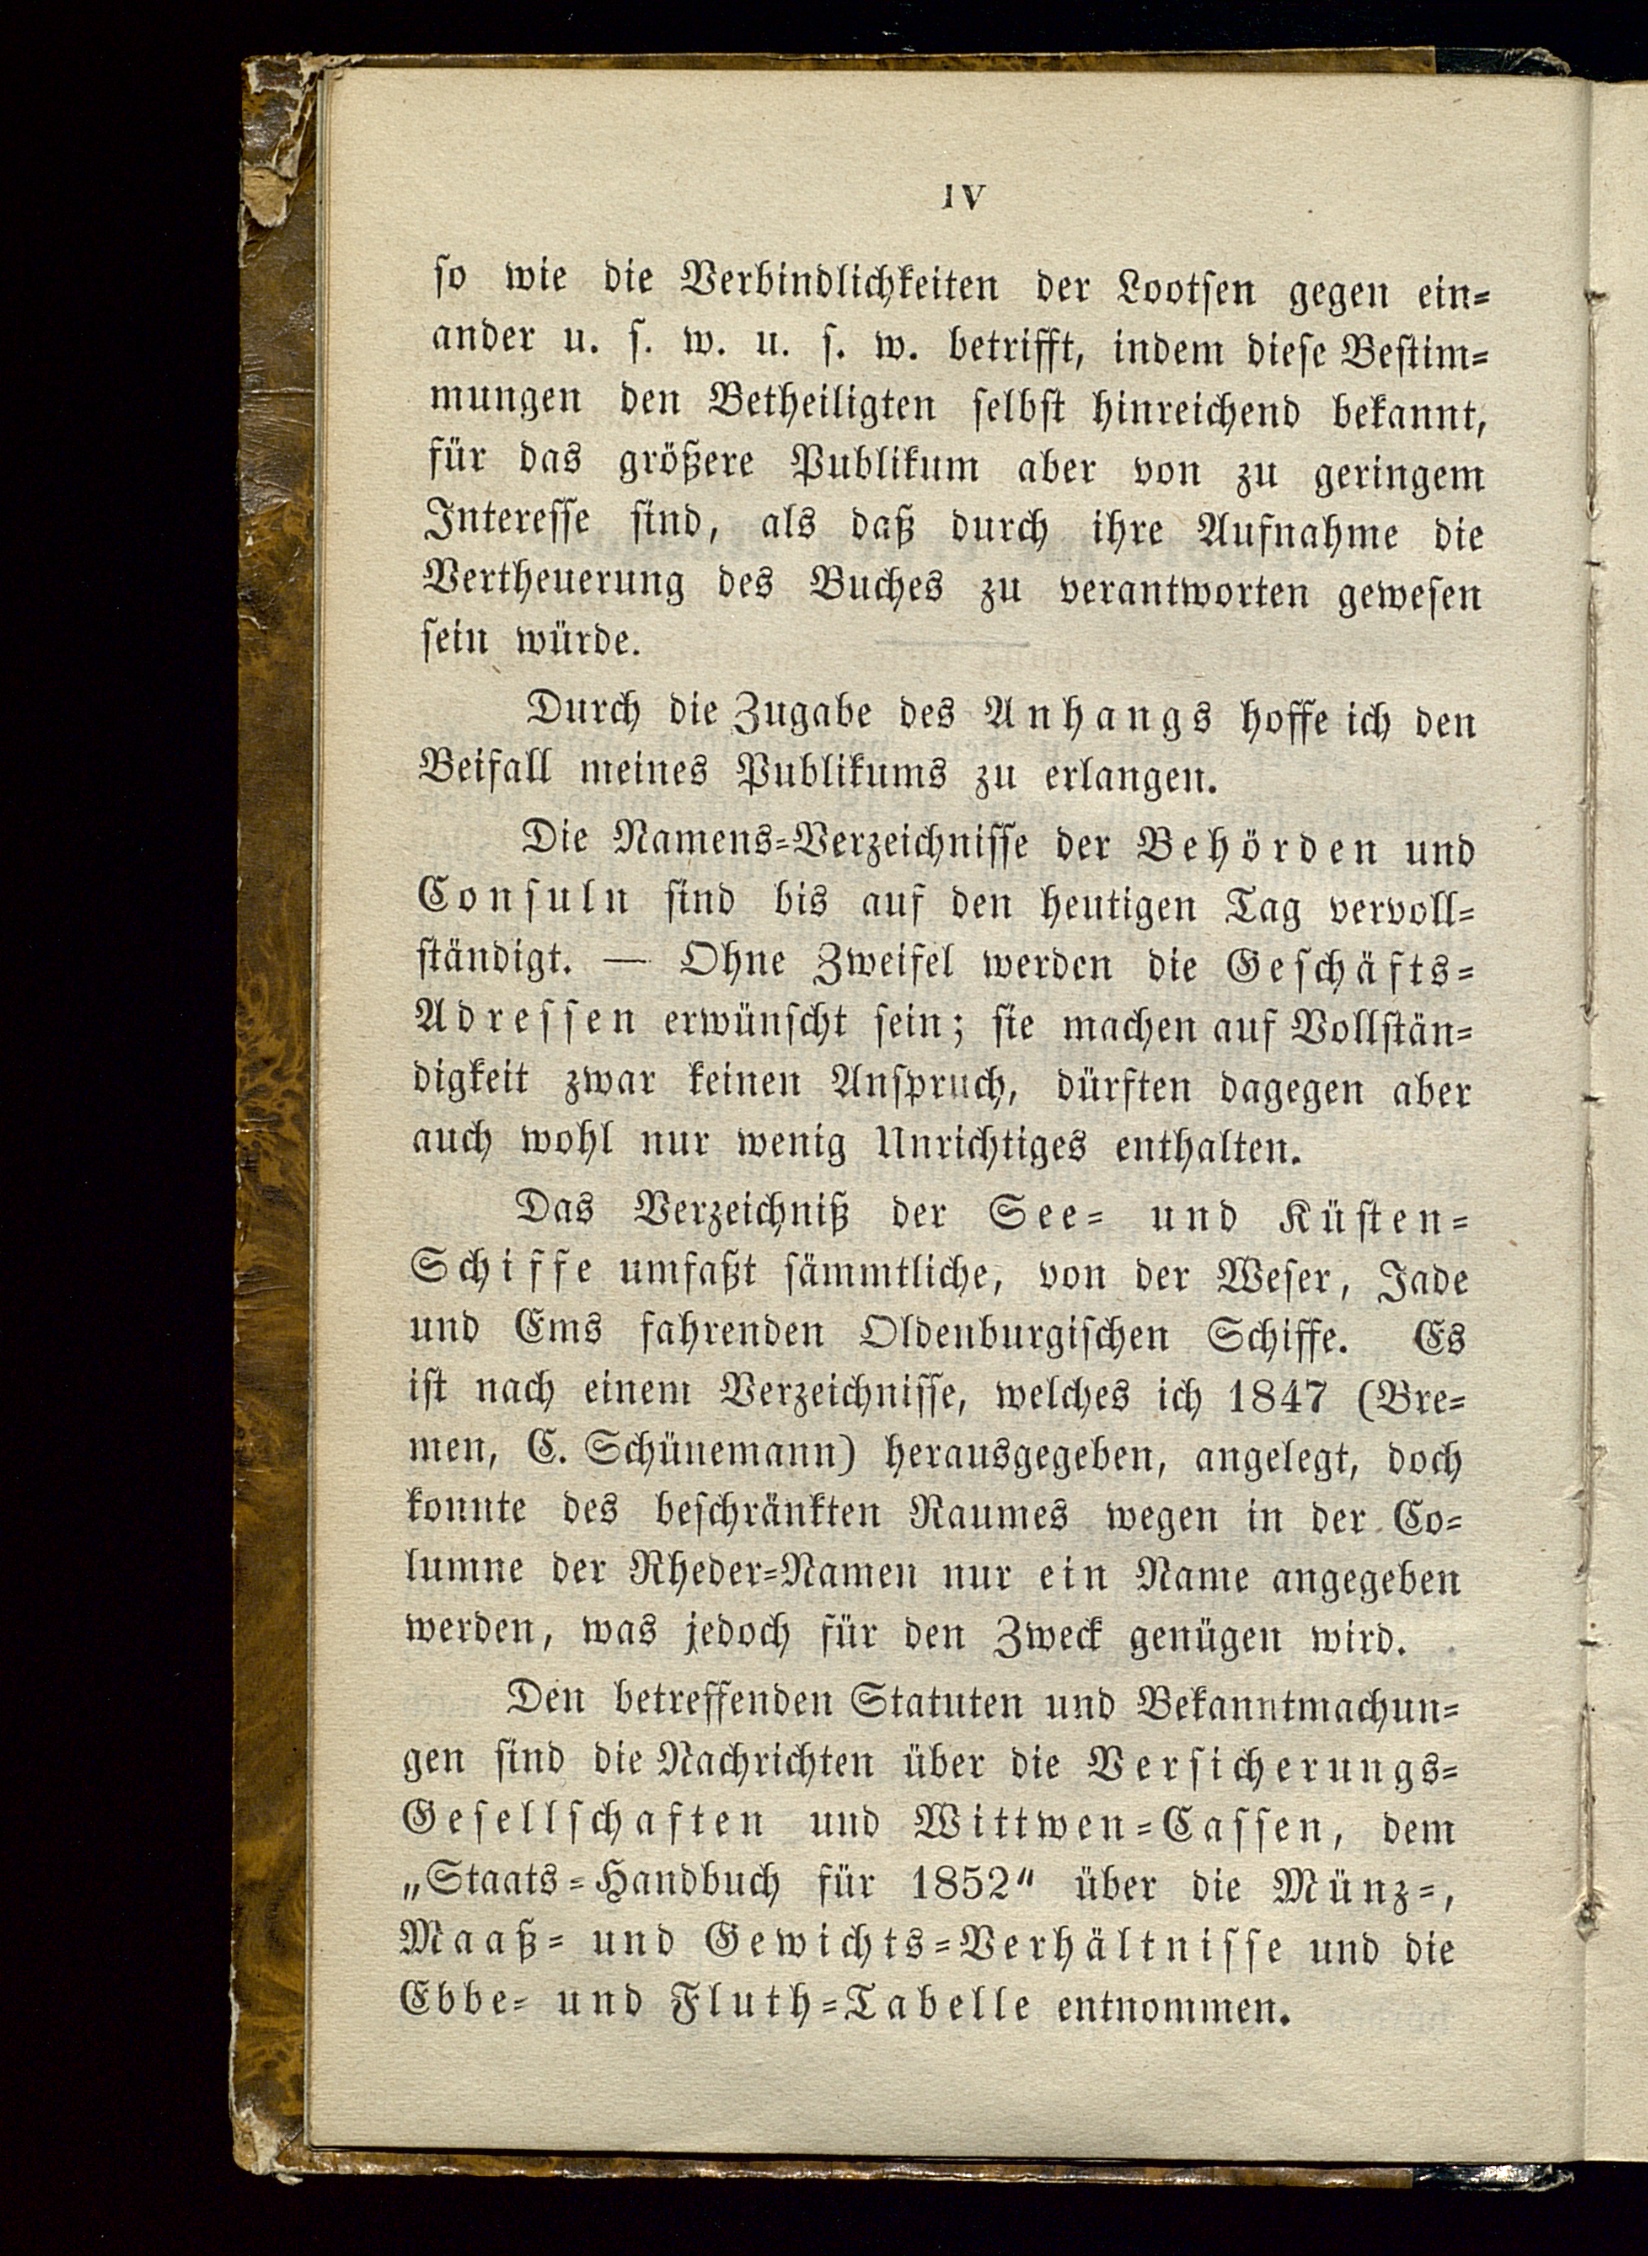 IV
so wie die Verbindlichkeiten der Lootsen gegen ein-
ander u. s. w. u. s. w. betrifft, indem diese Bestim-
mungen den Betheiligten selbst hinreichend bekannt,
für das größere Publikum aber von zu geringem
Interesse sind, als daß durch ihre Aufnahme die
Vertheuerung des Buches zu verantworten gewesen
sein würde.
Durch die Zugabe des Anhangs hoffe ich den
Beifall meines Publikums zu erlangen.
Die Namens-Verzeichnisse der Behörden und
Consuln sind bis auf den heutigen Tag vervoll-
ständigt. — Ohne Zweifel werden die Geschäfts-
Adressen erwünscht sein; sie machen auf Vollstän-
digkeit zwar keinen Anspruch, dürften dagegen aber
auch wohl nur wenig Unrichtiges enthalten.
Das Verzeichniß der See- und Küsten-
Schiffe umfaßt sämmtliche, von der Weser, Jade
und Ems fahrenden Oldenburgischen Schiffe. Es
ist nach einem Verzeichnisse, welches ich 1847 (Bre-
men, C. Schünemann) herausgegeben, angelegt, doch
konnte des beschränkten Raumes wegen in der Co-
lumne der Rheder-Namen nur ein Name angegeben
werden, was jedoch für den Zweck genügen wird.
Den betreffenden Statuten und Bekanntmachun-
gen sind die Nachrichten über die Versicherungs-
Gesellschaften und Wittwen-Cassen, dem
„Staats-Handbuch für 1852" über die Münz-,
Maaß- und Gewichts-Verhältnisse und die
Ebbe- und Fluth-Tabelle entnommen.